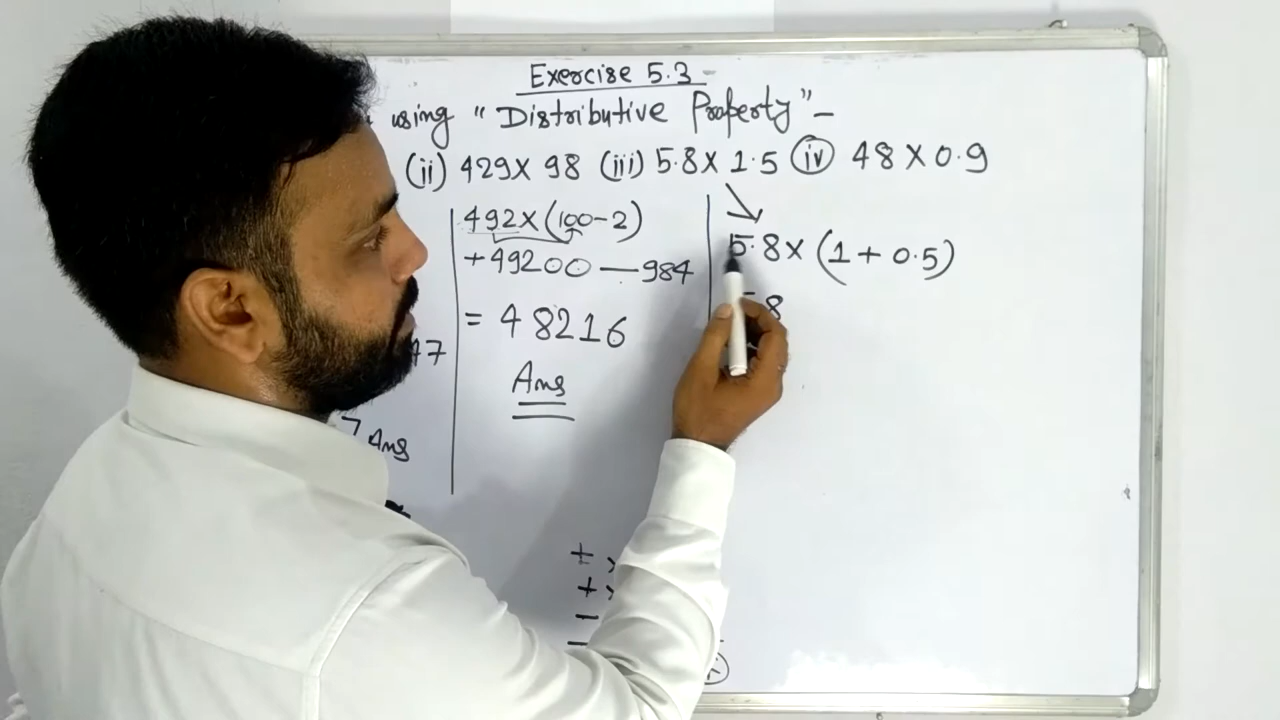 Exercise 5.3
using "Distributive Property" -
(ii) 429 X 98 (iii) 5.8 X 1.5 (iv) 48 X 0.9
492 X (100 - 2)
+49200 — 984
= 48216
Ans
47
7 Ans
5.8 X (1 + 0.5)
5.8
+
+
-
-